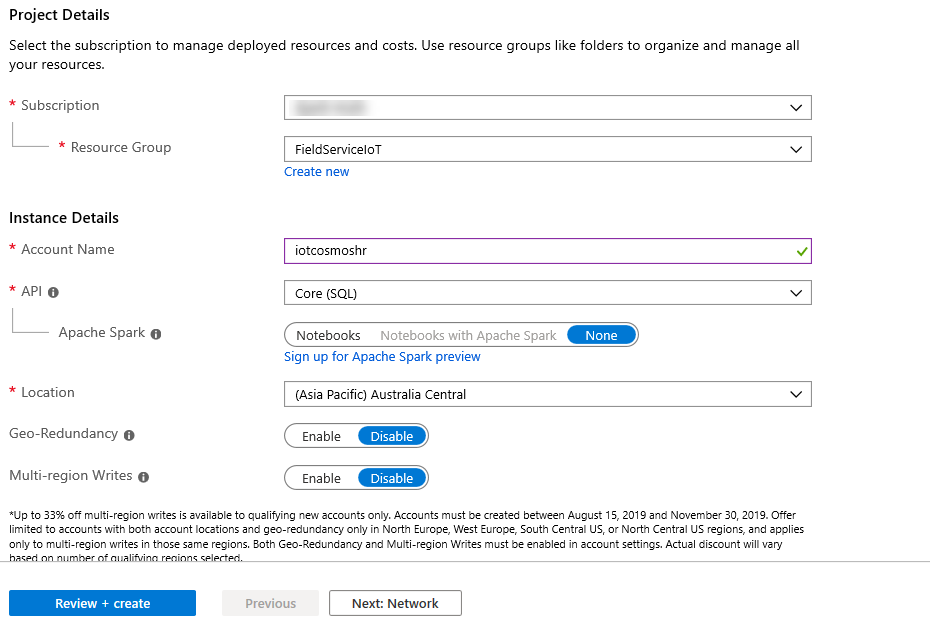 Project Details
Select the subscription to manage deployed resources and costs. Use resource groups like folders to organize and manage all
your resources.
* Subscription
* Resource Group
FieldServiceIoT
Create new
Instance Details
* Account Name
iotcosmoshr
* API
Core (SQL)
Apache Spark
Notebooks Notebooks with Apache Spark None
Sign up for Apache Spark preview
* Location
(Asia Pacific) Australia Central
Geo-Redundancy
Enable Disable
Multi-region Writes
Enable Disable
*Up to 33% off multi-region writes is available to qualifying new accounts only. Accounts must be created between August 15, 2019 and November 30, 2019. Offer
limited to accounts with both account locations and geo-redundancy only in North Europe, West Europe, South Central US, or North Central US regions, and applies
only to multi-region writes in those same regions. Both Geo-Redundancy and Multi-region Writes must be enabled in account settings. Actual discount will vary
based on number of qualifying regions selected.
Review + create
Previous
Next: Network